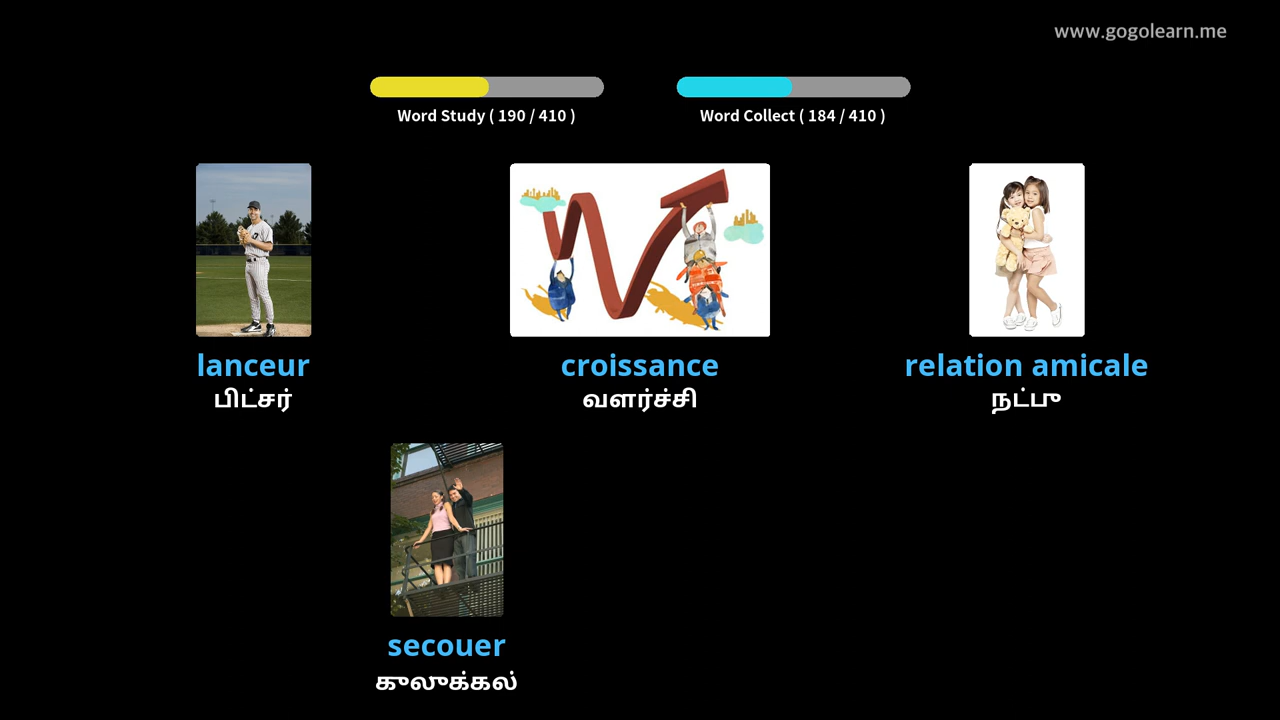 www.gogolearn.me
Word Study ( 190 / 410 )
Word Collect ( 184 / 410 )
lanceur
பிட்சர்
croissance
வளர்ச்சி
relation amicale
நட்பு
secouer
குலுக்கல்